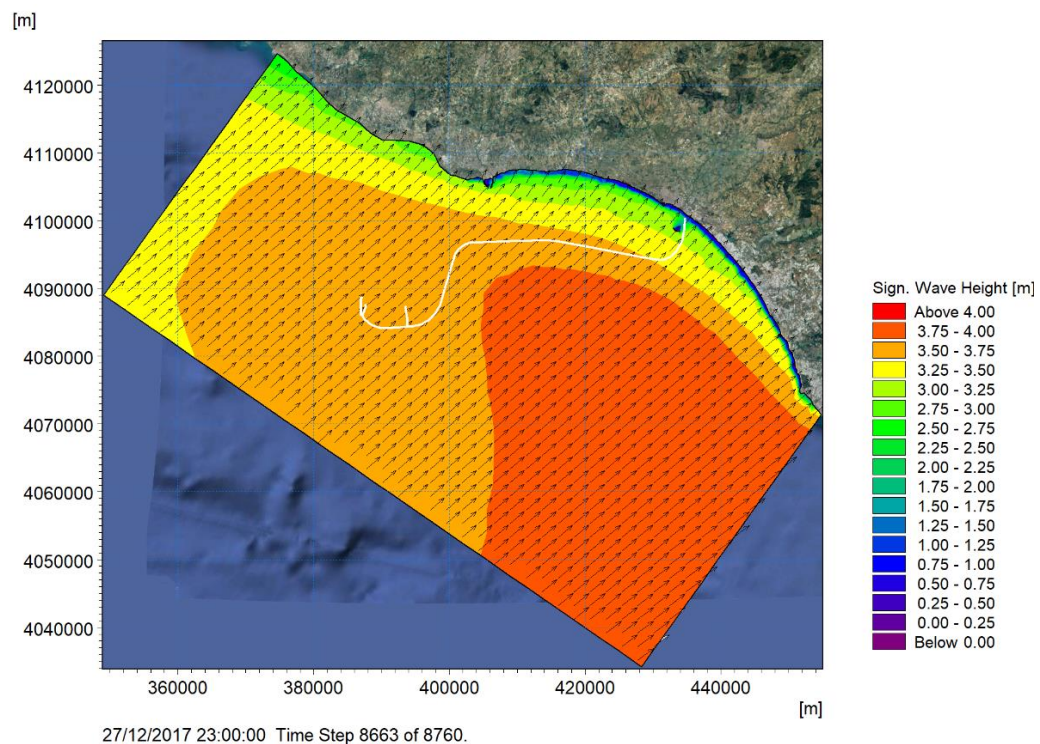 [m]
4120000
4110000
4100000
4090000
4080000
4070000
4060000
4050000
4040000
360000 380000 400000 420000 440000
[m]
Sign. Wave Height [m]
Above 4.00
3.75 - 4.00
3.50 - 3.75
3.25 - 3.50
3.00 - 3.25
2.75 - 3.00
2.50 - 2.75
2.25 - 2.50
2.00 - 2.25
1.75 - 2.00
1.50 - 1.75
1.25 - 1.50
1.00 - 1.25
0.75 - 1.00
0.50 - 0.75
0.25 - 0.50
0.00 - 0.25
Below 0.00
27/12/2017 23:00:00 Time Step 8663 of 8760.